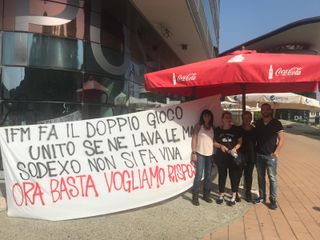 Coca-Cola
Coca-Cola
IFM FA IL DOPPIO GIOCO
UNITO SE NE LAVA LE MA
SODEXO NON SI FA VIVA
ORA BASTA VOGLIAMO RISPOS